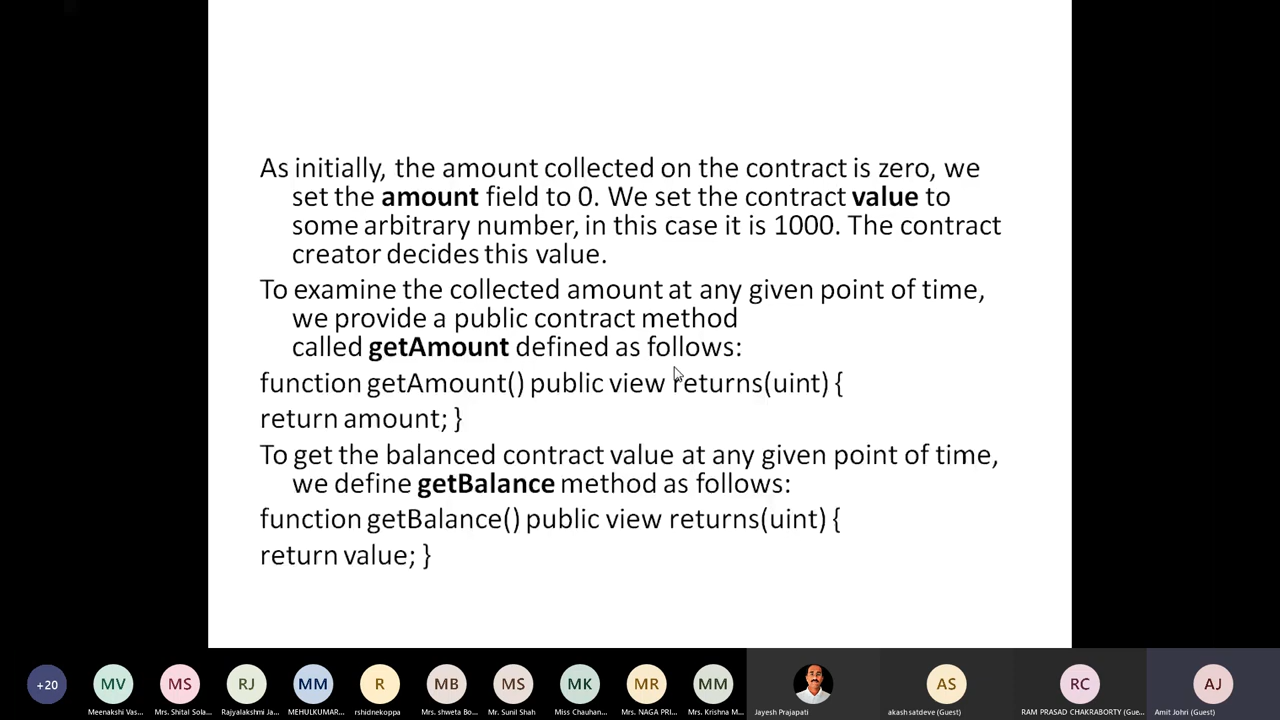 As initially, the amount collected on the contract is zero, we
set the amount field to 0. We set the contract value to
some arbitrary number, in this case it is 1000. The contract
creator decides this value.
To examine the collected amount at any given point of time,
we provide a public contract method
called getAmount defined as follows:
function getAmount() public view returns(uint) {
return amount; }
To get the balanced contract value at any given point of time,
we define getBalance method as follows:
function getBalance() public view returns(uint) {
return value; }
+20 MV MS RJ MM R MB MS MK MR MM AS RC AJ
Meenakshi Vas... Mrs. Shital Sola... Rajyalakshmi Ja... MEHULKUMAR... rshidnekoppa Mrs. shweta Bo... Mr. Sunil Shah Miss Chauhan... Mrs. NAGA PRI... Mrs. Krishna M... Jayesh Prajapati akash satdeve (Guest) RAM PRASAD CHAKRABORTY (Gue... Amit Johri (Guest)